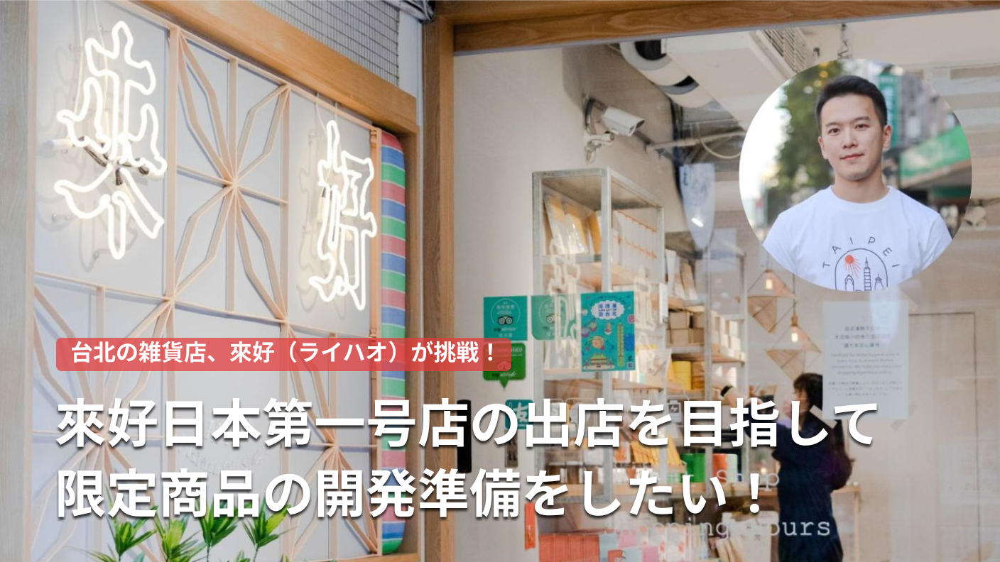 來好
TAIPEI
台北の雑貨店、來好（ライハオ）が挑戦！
來好日本第一号店の出店を目指して
限定商品の開発準備をしたい！
Shop